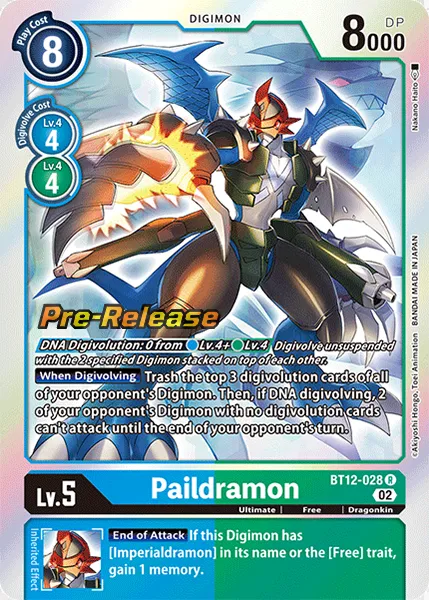 Play Cost
8
DIGIMON
DP
8000
Digivolve Cost
Lv.4
4
Lv.4
4
Nakano Haito
©Akiyoshi Hongo, Toei Animation BANDAI MADE IN JAPAN
Pre-Release
DNA Digivolution: 0 from Lv.4+ Lv.4 Digivolve unsuspended
with the 2 specified Digimon stacked on top of each other.
When Digivolving Trash the top 3 digivolution cards of all
of your opponent's Digimon. Then, if DNA digivolving, 2
of your opponent's Digimon with no digivolution cards
can't attack until the end of your opponent's turn.
BT12-028 R
Lv.5
Paildramon
02
Ultimate | Free | Dragonkin
Inherited Effect
End of Attack If this Digimon has
[Imperialdramon] in its name or the [Free] trait,
gain 1 memory.